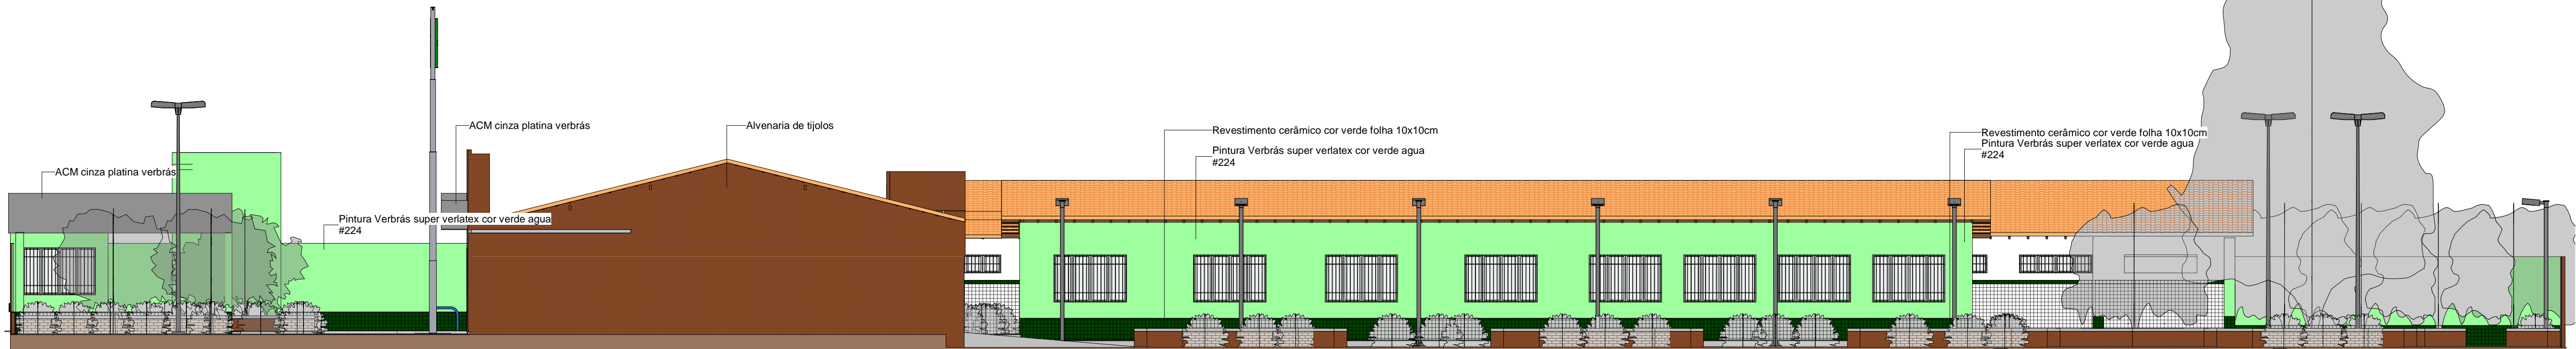 ACM cinza platina verbrás
Pintura Verbrás super verlatex cor verde agua
#224
ACM cinza platina verbrás
Alvenaria de tijolos
Revestimento cerâmico cor verde folha 10x10cm
Pintura Verbrás super verlatex cor verde agua
#224
Revestimento cerâmico cor verde folha 10x10cm
Pintura Verbrás super verlatex cor verde agua
#224